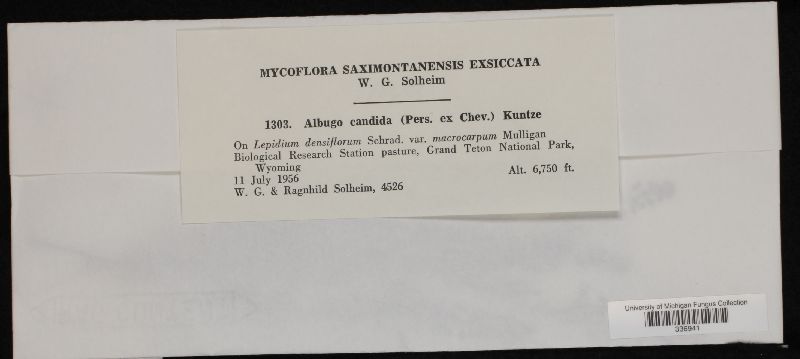 MYCOFLORA SAXIMONTANENSIS EXSICCATA
W. G. Solheim
1303. Albugo candida (Pers. ex Chev.) Kuntze
On Lepidium densiflorum Schrad. var. macrocarpum Mulligan
Biological Research Station pasture, Grand Teton National Park,
Wyoming Alt. 6,750 ft.
11 July 1956
W. G. & Ragnhild Solheim, 4526
University of Michigan Fungus Collection
336941